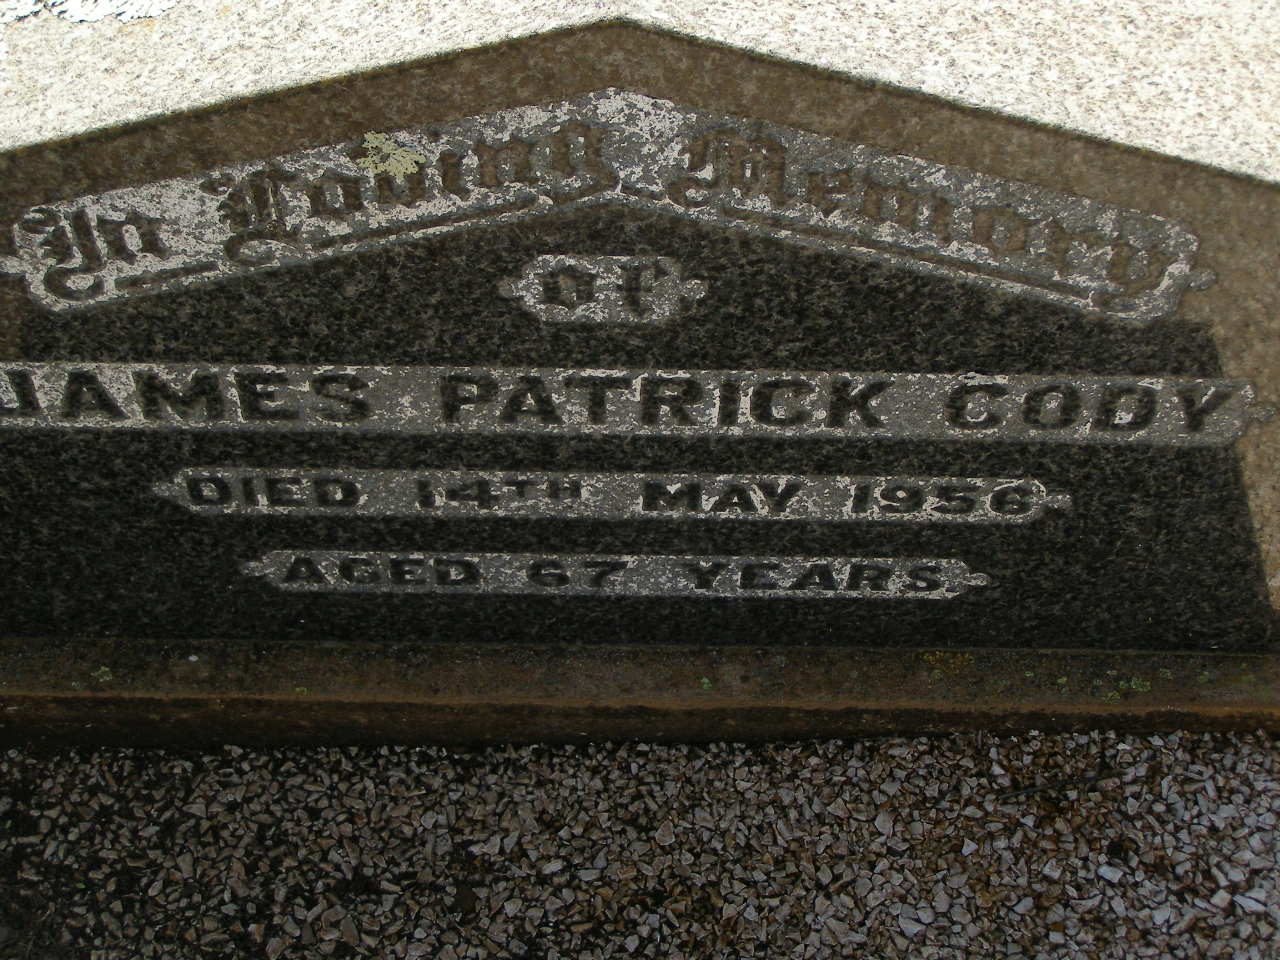 In Loving Memory
OF
JAMES PATRICK CODY
DIED 14TH MAY 1956
AGED 67 YEARS